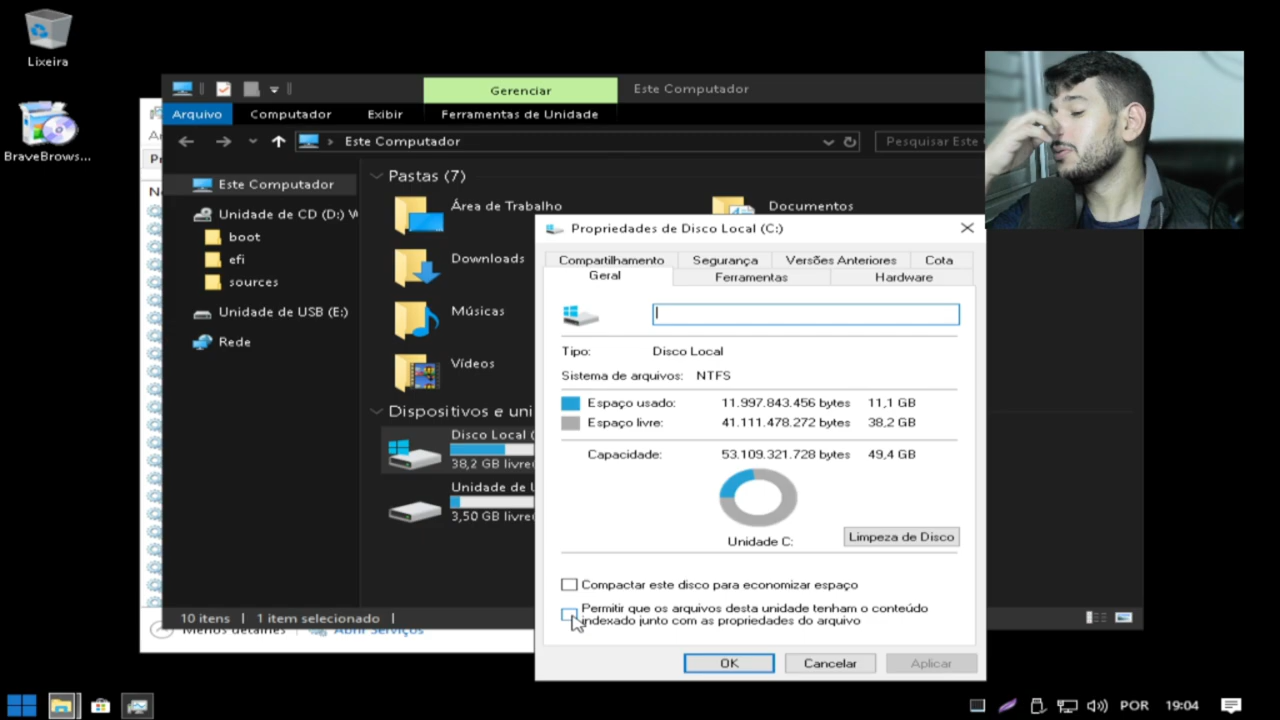 Lixeira
BraveBrows...
Gerenciar
Este Computador
Arquivo
Computador
Exibir
Ferramentas de Unidade
Este Computador
Pesquisar Este
Este Computador
Unidade de CD (D:)
boot
efi
sources
Unidade de USB (E:)
Rede
Pastas (7)
Área de Trabalho
Documentos
Downloads
Músicas
Vídeos
Dispositivos e uni
Disco Local (
38,2 GB livre
Unidade de U
3,50 GB livre
10 itens
1 item selecionado
Menos detalhes
Abrir Serviços
Propriedades de Disco Local (C:)
Compartilhamento
Segurança
Versões Anteriores
Cota
Geral
Ferramentas
Hardware
Tipo: Disco Local
Sistema de arquivos: NTFS
Espaço usado: 11.997.843.456 bytes 11,1 GB
Espaço livre: 41.111.478.272 bytes 38,2 GB
Capacidade: 53.109.321.728 bytes 49,4 GB
Unidade C:
Limpeza de Disco
Compactar este disco para economizar espaço
Permitir que os arquivos desta unidade tenham o conteúdo
indexado junto com as propriedades do arquivo
OK
Cancelar
Aplicar
POR
19:04